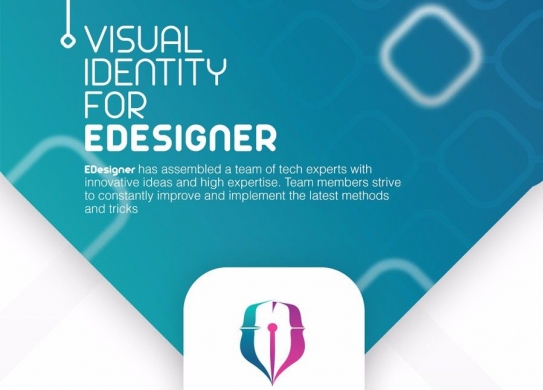 VISUAL
IDENTITY
FOR
EDESIGNER
EDesigner has assembled a team of tech experts with
innovative ideas and high expertise. Team members strive
to constantly improve and implement the latest methods
and tricks